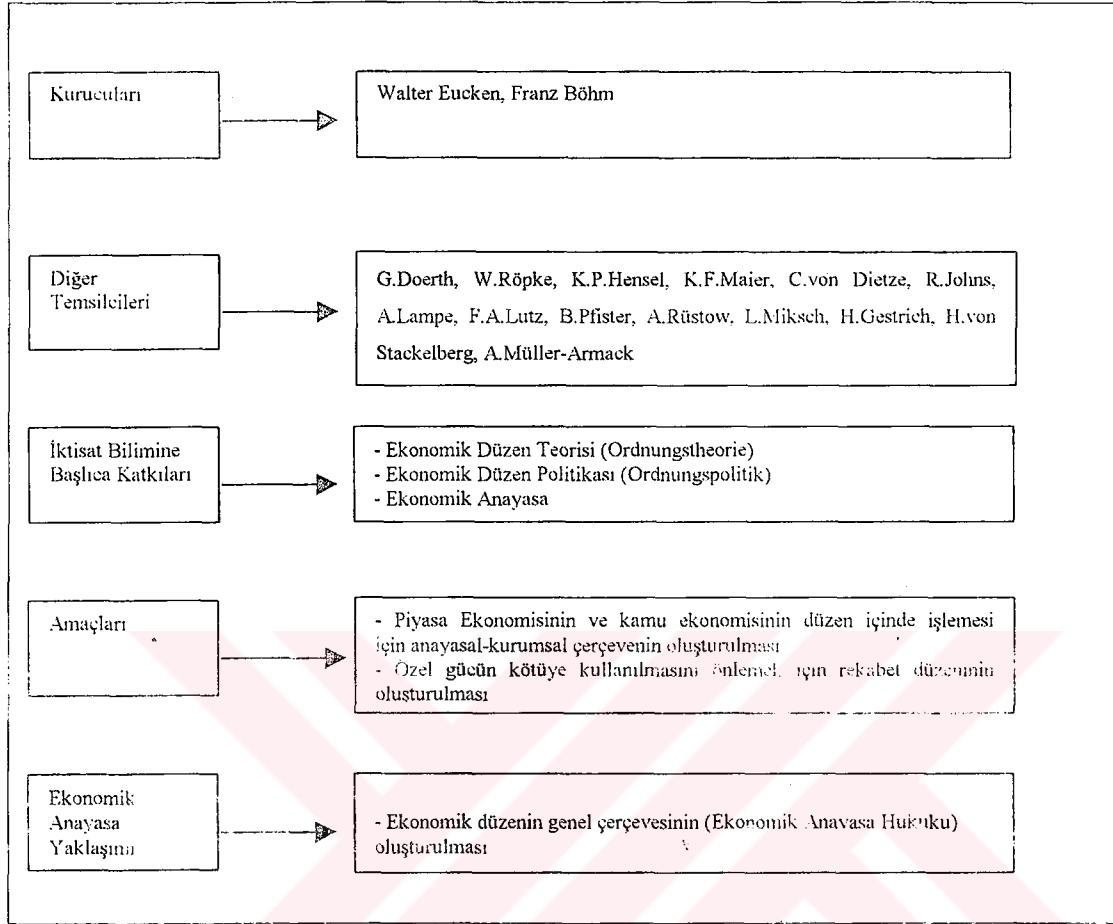 Kurucuları
Walter Eucken, Franz Böhm
Diğer
Temsilcileri
G.Doerth, W.Röpke, K.P.Hensel, K.F.Maier, C.von Dietze, R.Johns,
A.Lampe, F.A.Lutz, B.Pfister, A.Rüstow, L.Miksch, H.Gestrich, H.von
Stackelberg, A.Müller-Armack
İktisat Bilimine
Başlıca Katkıları
- Ekonomik Düzen Teorisi (Ordnungstheorie)
- Ekonomik Düzen Politikası (Ordnungspolitik)
- Ekonomik Anayasa
Amaçları
- Piyasa Ekonomisinin ve kamu ekonomisinin düzen içinde işlemesi
için anayasal-kurumsal çerçevenin oluşturulması
- Özel gücün kötüye kullanılmasını önlemek için rekabet düzeninin
oluşturulması
Ekonomik
Anayasa
Yaklaşımı
- Ekonomik düzenin genel çerçevesinin (Ekonomik Anayasa Hukuku)
oluşturulması